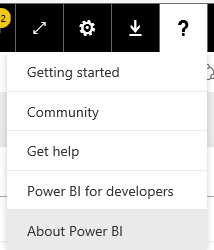 2
?
Getting started
Community
Get help
Power BI for developers
About Power BI